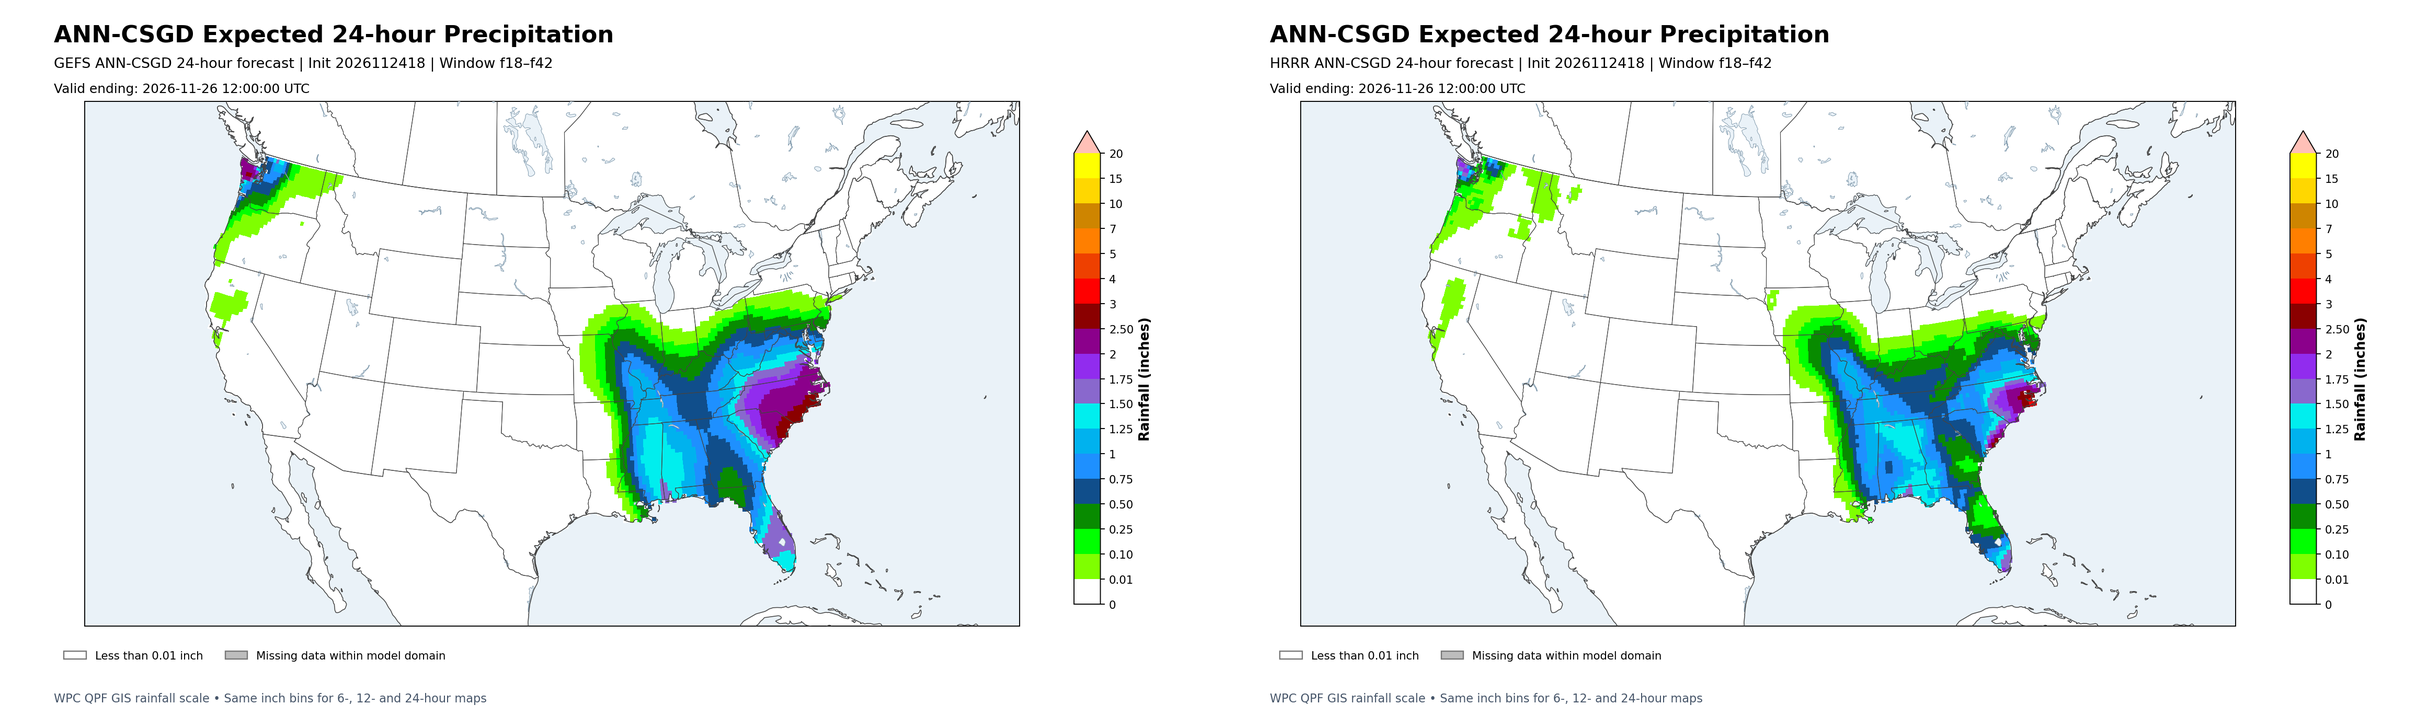 ANN-CSGD Expected 24-hour Precipitation
GEFS ANN-CSGD 24-hour forecast | Init 2026112418 | Window f18–f42
Valid ending: 2026-11-26 12:00:00 UTC
20
15
10
7
5
4
3
2.50
2
1.75
1.50
1.25
1
0.75
0.50
0.25
0.10
0.01
0
Rainfall (inches)
Less than 0.01 inch
Missing data within model domain
WPC QPF GIS rainfall scale • Same inch bins for 6-, 12- and 24-hour maps
ANN-CSGD Expected 24-hour Precipitation
HRRR ANN-CSGD 24-hour forecast | Init 2026112418 | Window f18–f42
Valid ending: 2026-11-26 12:00:00 UTC
20
15
10
7
5
4
3
2.50
2
1.75
1.50
1.25
1
0.75
0.50
0.25
0.10
0.01
0
Rainfall (inches)
Less than 0.01 inch
Missing data within model domain
WPC QPF GIS rainfall scale • Same inch bins for 6-, 12- and 24-hour maps